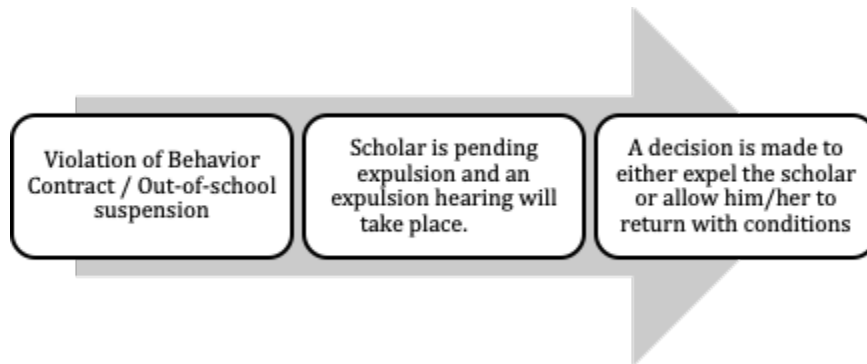 Violation of Behavior
Contract / Out-of-school
suspension
Scholar is pending
expulsion and an
expulsion hearing will
take place.
A decision is made to
either expel the scholar
or allow him/her to
return with conditions